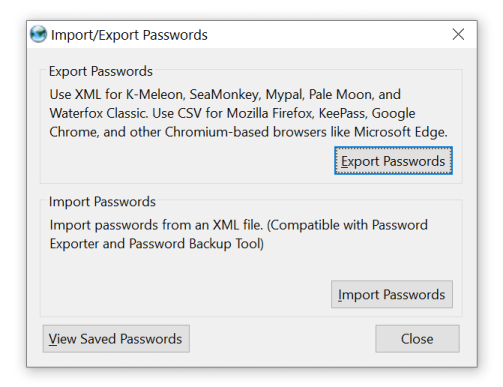 Import/Export Passwords
Export Passwords
Use XML for K-Meleon, SeaMonkey, Mypal, Pale Moon, and
Waterfox Classic. Use CSV for Mozilla Firefox, KeePass, Google
Chrome, and other Chromium-based browsers like Microsoft Edge.
Export Passwords
Import Passwords
Import passwords from an XML file. (Compatible with Password
Exporter and Password Backup Tool)
Import Passwords
View Saved Passwords
Close